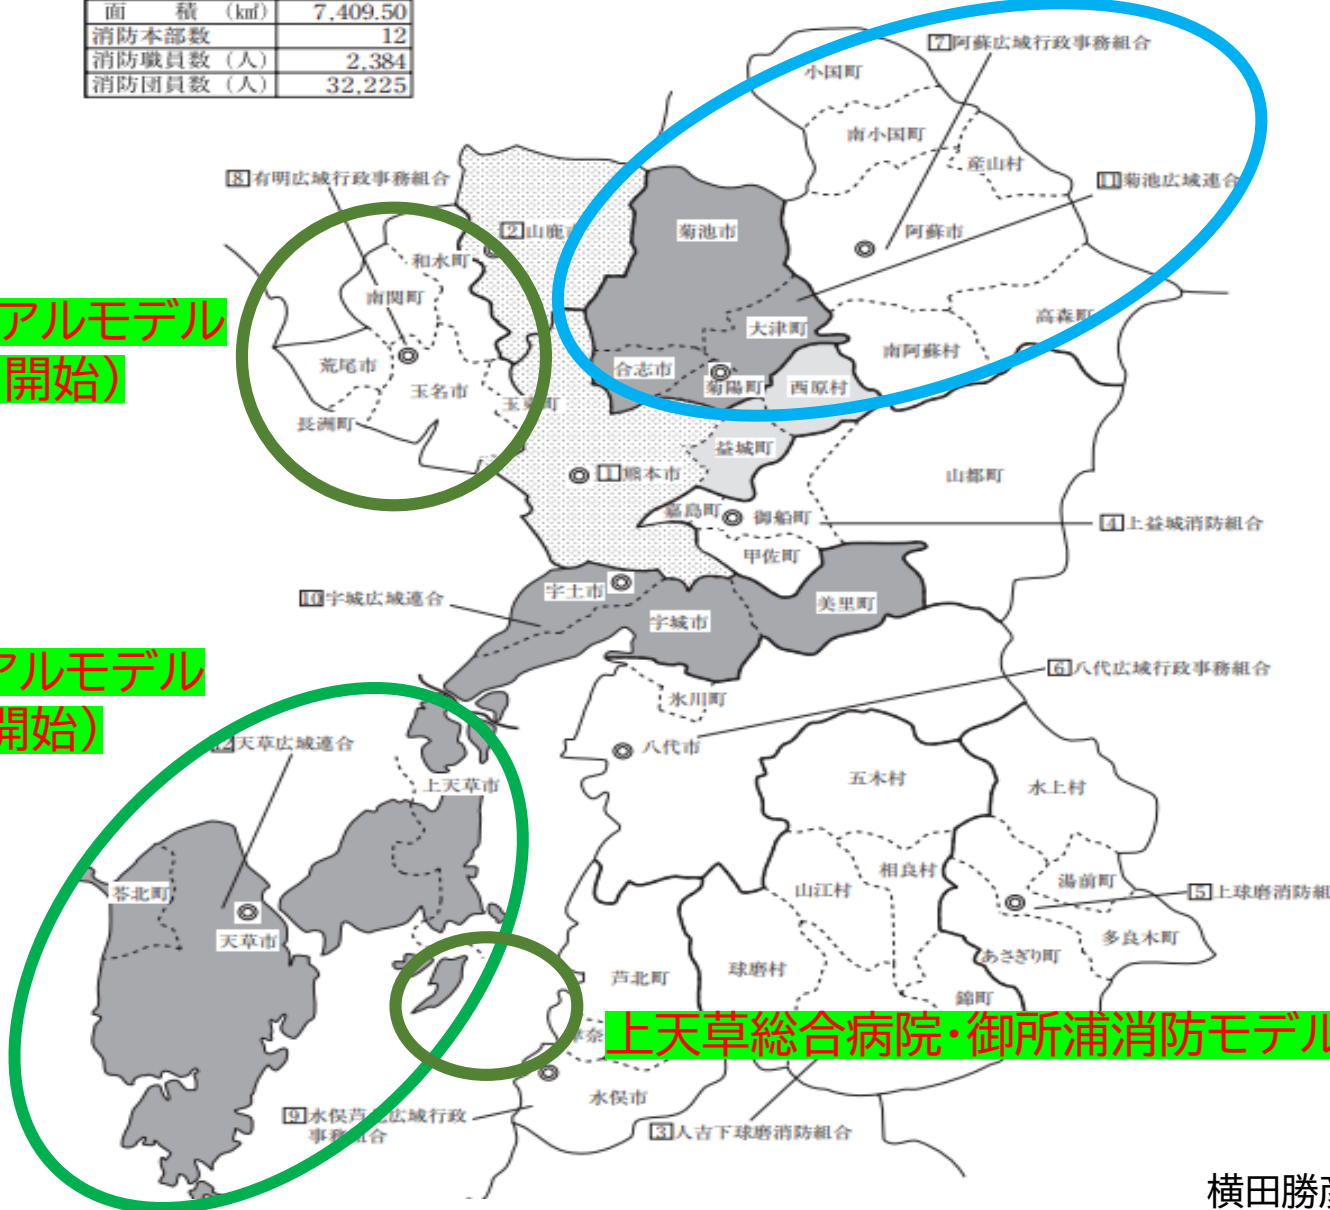 面　積（㎢） 7,409.50
消防本部数 12
消防職員数（人） 2,384
消防団員数（人） 32,225
7阿蘇広域行政事務組合
小国町
南小国町
産山村
11菊池広域連合
8有明広域行政事務組合
2山鹿
菊池市
阿蘇市
和水町
南関町
アルモデル
開始）
大津町
高森町
南阿蘇村
荒尾市
合志市
菊陽町
西原村
玉名市
玉東町
長洲町
益城町
1熊本市
山都町
嘉島町
御船町
4上益城消防組合
甲佐町
宇土市
10宇城広域連合
美里町
宇城市
アルモデル
開始）
6八代広域行政事務組合
氷川町
12天草広域連合
八代市
上天草市
五木村
水上村
相良村
湯前町
山江村
苓北町
5上球磨消防組
天草市
多良木町
あさぎり町
球磨村
芦北町
錦町
上天草総合病院・御所浦消防モデル
奈
水俣市
9水俣芦北広域行政
事務組合
3人吉下球磨消防組合
横田勝彦